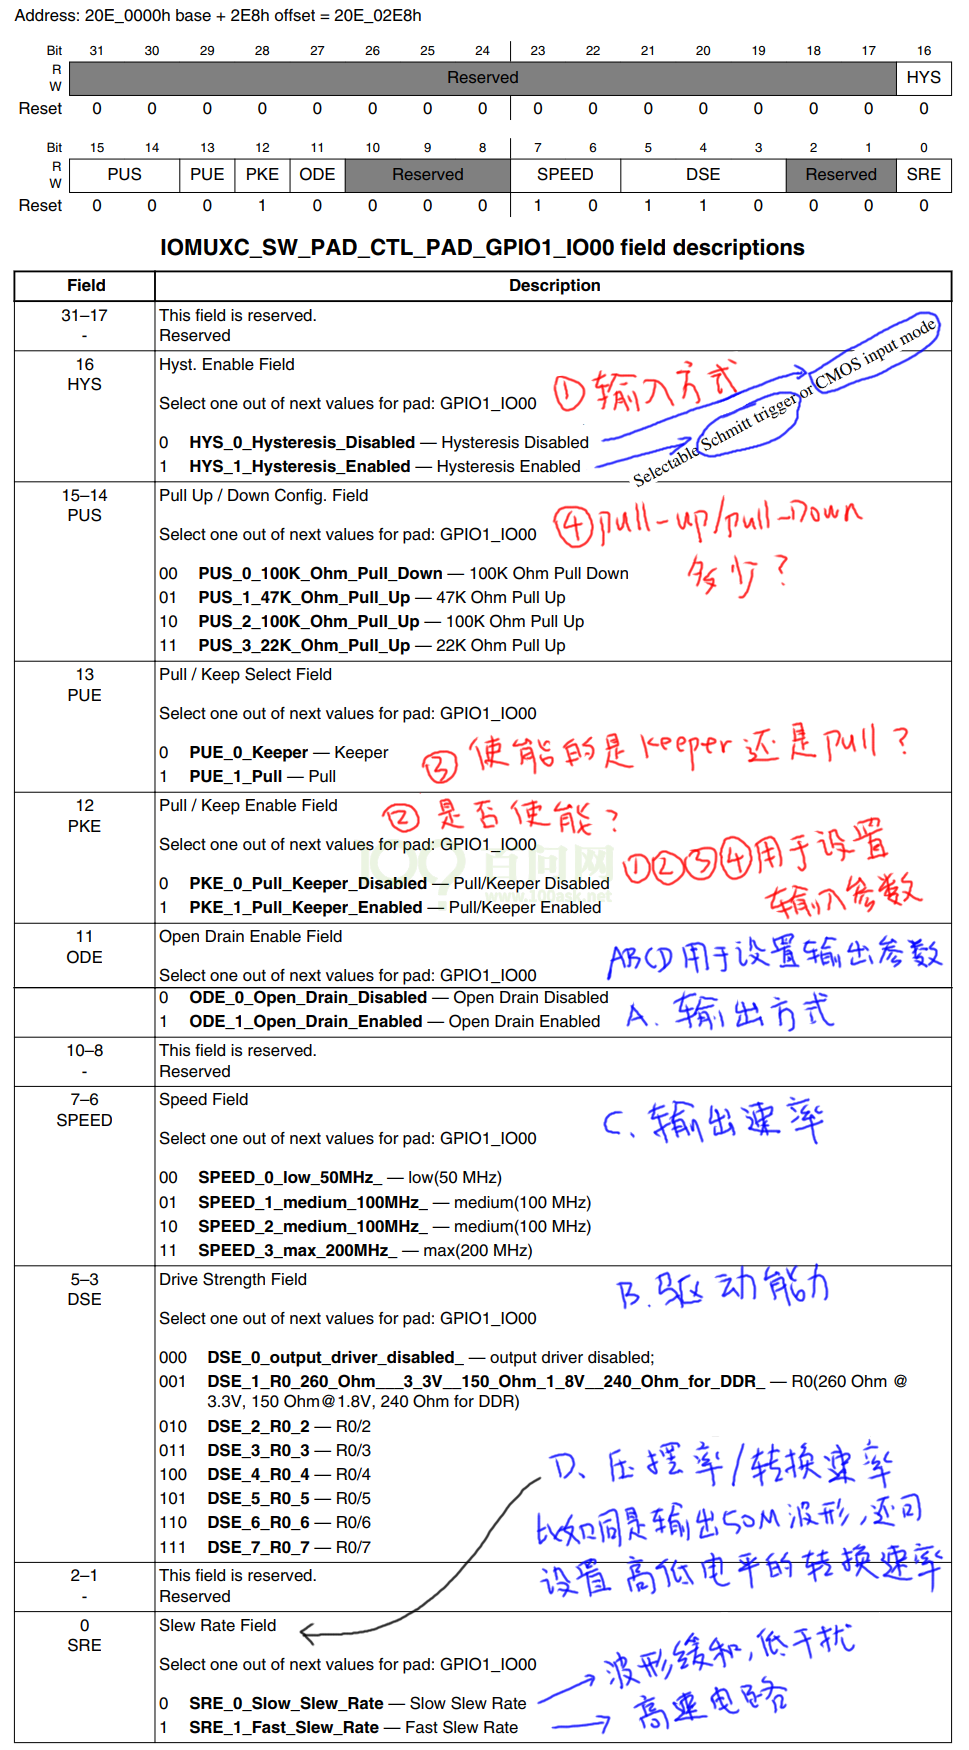 Address: 20E_0000h base + 2E8h offset = 20E_02E8h
Bit 31 30 29 28 27 26 25 24 23 22 21 20 19 18 17 16
R Reserved HYS
W
Reset 0 0 0 0 0 0 0 0 0 0 0 0 0 0 0 0
Bit 15 14 13 12 11 10 9 8 7 6 5 4 3 2 1 0
R PUS PUE PKE ODE Reserved SPEED DSE Reserved SRE
W
Reset 0 0 0 1 0 0 0 0 1 0 1 1 0 0 0 0
IOMUXC_SW_PAD_CTL_PAD_GPIO1_IO00 field descriptions
Field Description
31–17 This field is reserved.
- Reserved
16 Hyst. Enable Field
HYS
Select one out of next values for pad: GPIO1_IO00
①输入方式
0 HYS_0_Hysteresis_Disabled — Hysteresis Disabled
1 HYS_1_Hysteresis_Enabled — Hysteresis Enabled
Selectable Schmitt trigger or CMOS input mode
15–14 Pull Up / Down Config. Field
PUS
Select one out of next values for pad: GPIO1_IO00
④pull-up/pull-Down
多少?
00 PUS_0_100K_Ohm_Pull_Down — 100K Ohm Pull Down
01 PUS_1_47K_Ohm_Pull_Up — 47K Ohm Pull Up
10 PUS_2_100K_Ohm_Pull_Up — 100K Ohm Pull Up
11 PUS_3_22K_Ohm_Pull_Up — 22K Ohm Pull Up
13 Pull / Keep Select Field
PUE
Select one out of next values for pad: GPIO1_IO00
0 PUE_0_Keeper — Keeper
1 PUE_1_Pull — Pull
③使能的是keeper还是pull?
12 Pull / Keep Enable Field
PKE
②是否使能?
Select one out of next values for pad: GPIO1_IO00
百问网
0 PKE_0_Pull_Keeper_Disabled — Pull/Keeper Disabled
1 PKE_1_Pull_Keeper_Enabled — Pull/Keeper Enabled
①②③④用于设置
输入参数
11 Open Drain Enable Field
ODE
Select one out of next values for pad: GPIO1_IO00
ABCD用于设置输出参数
0 ODE_0_Open_Drain_Disabled — Open Drain Disabled
1 ODE_1_Open_Drain_Enabled — Open Drain Enabled
A、输出方式
10–8 This field is reserved.
- Reserved
7–6 Speed Field
SPEED
C、输出速率
Select one out of next values for pad: GPIO1_IO00
00 SPEED_0_low_50MHz_ — low(50 MHz)
01 SPEED_1_medium_100MHz_ — medium(100 MHz)
10 SPEED_2_medium_100MHz_ — medium(100 MHz)
11 SPEED_3_max_200MHz_ — max(200 MHz)
5–3 Drive Strength Field
DSE
B.驱动能力
Select one out of next values for pad: GPIO1_IO00
000 DSE_0_output_driver_disabled_ — output driver disabled;
001 DSE_1_R0_260_Ohm___3_3V__150_Ohm_1_8V__240_Ohm_for_DDR_ — R0(260 Ohm @
3.3V, 150 Ohm@1.8V, 240 Ohm for DDR)
010 DSE_2_R0_2 — R0/2
011 DSE_3_R0_3 — R0/3
100 DSE_4_R0_4 — R0/4
101 DSE_5_R0_5 — R0/5
110 DSE_6_R0_6 — R0/6
111 DSE_7_R0_7 — R0/7
D、压摆率/转换速率
比如同是输出50M波形,还可
设置高低电平的转换速率
2–1 This field is reserved.
- Reserved
0 Slew Rate Field
SRE
Select one out of next values for pad: GPIO1_IO00
0 SRE_0_Slow_Slew_Rate — Slow Slew Rate
波形缓和,低干扰
1 SRE_1_Fast_Slew_Rate — Fast Slew Rate
高速电路